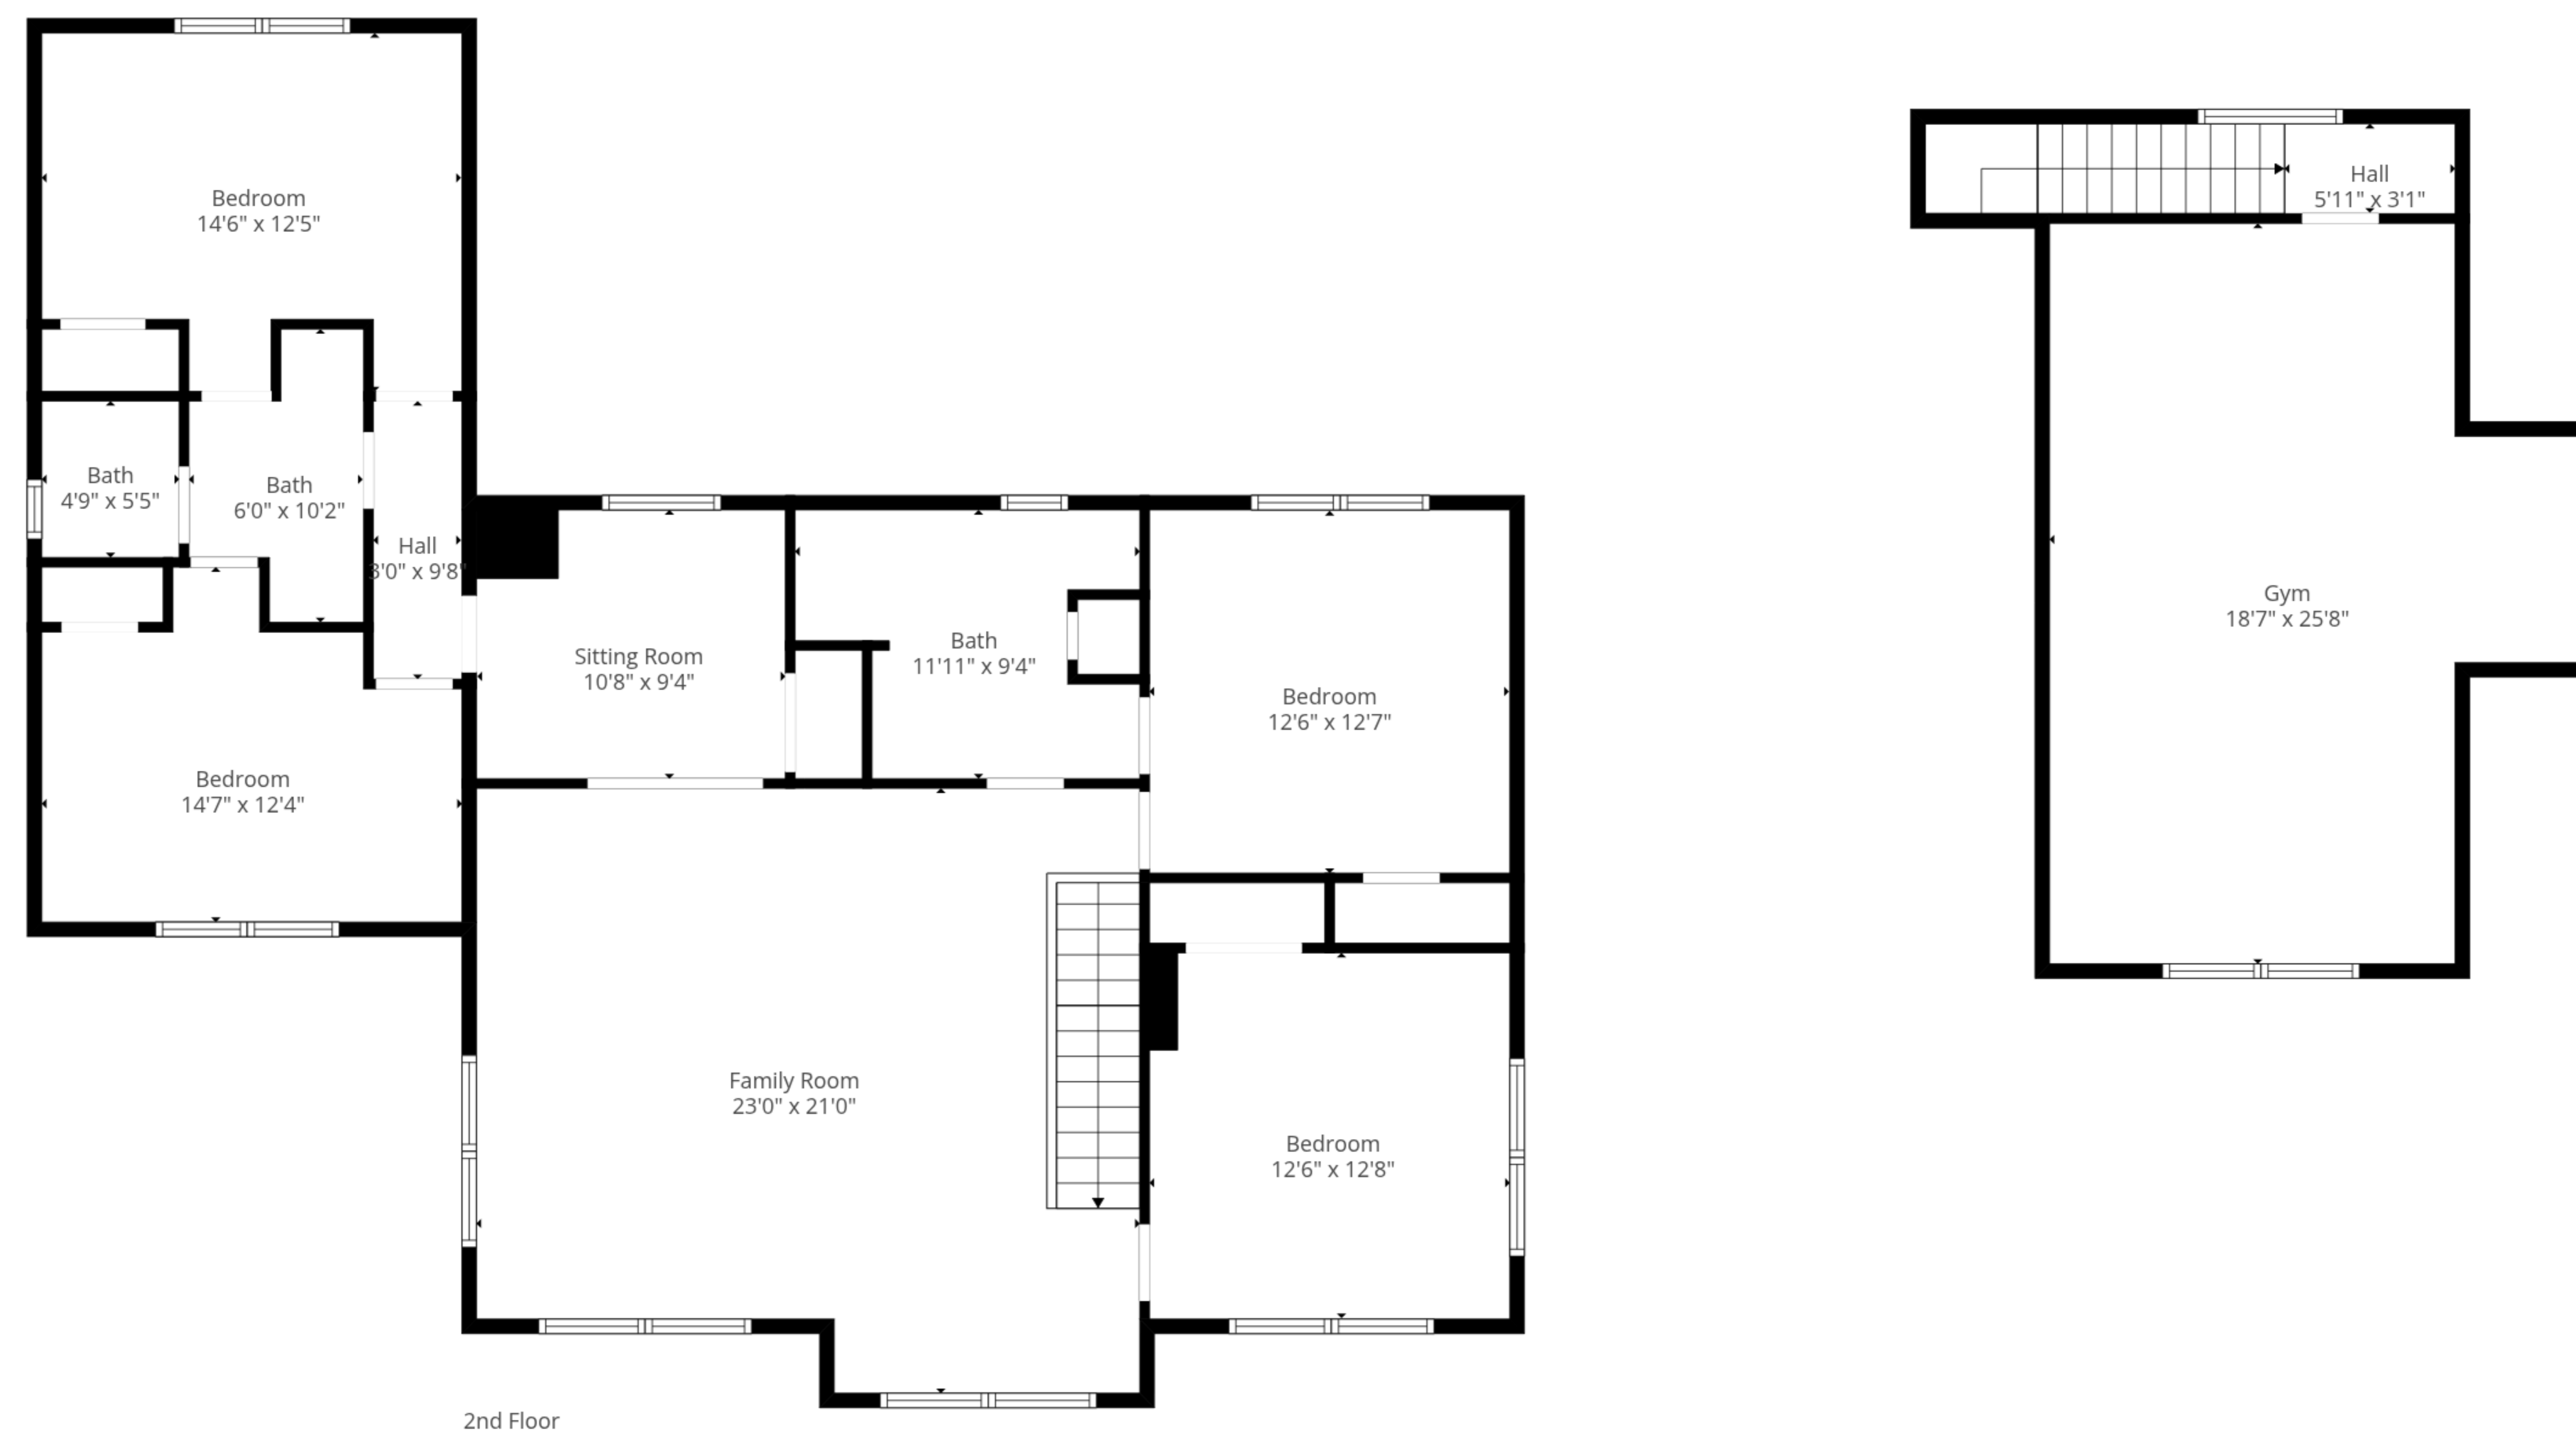 Bedroom
14'6" x 12'5"
Hall
5'11" x 3'1"
Bath
4'9" x 5'5"
Bath
6'0" x 10'2"
Hall
3'0" x 9'8"
Gym
18'7" x 25'8"
Sitting Room
10'8" x 9'4"
Bath
11'11" x 9'4"
Bedroom
12'6" x 12'7"
Bedroom
14'7" x 12'4"
Family Room
23'0" x 21'0"
Bedroom
12'6" x 12'8"
2nd Floor